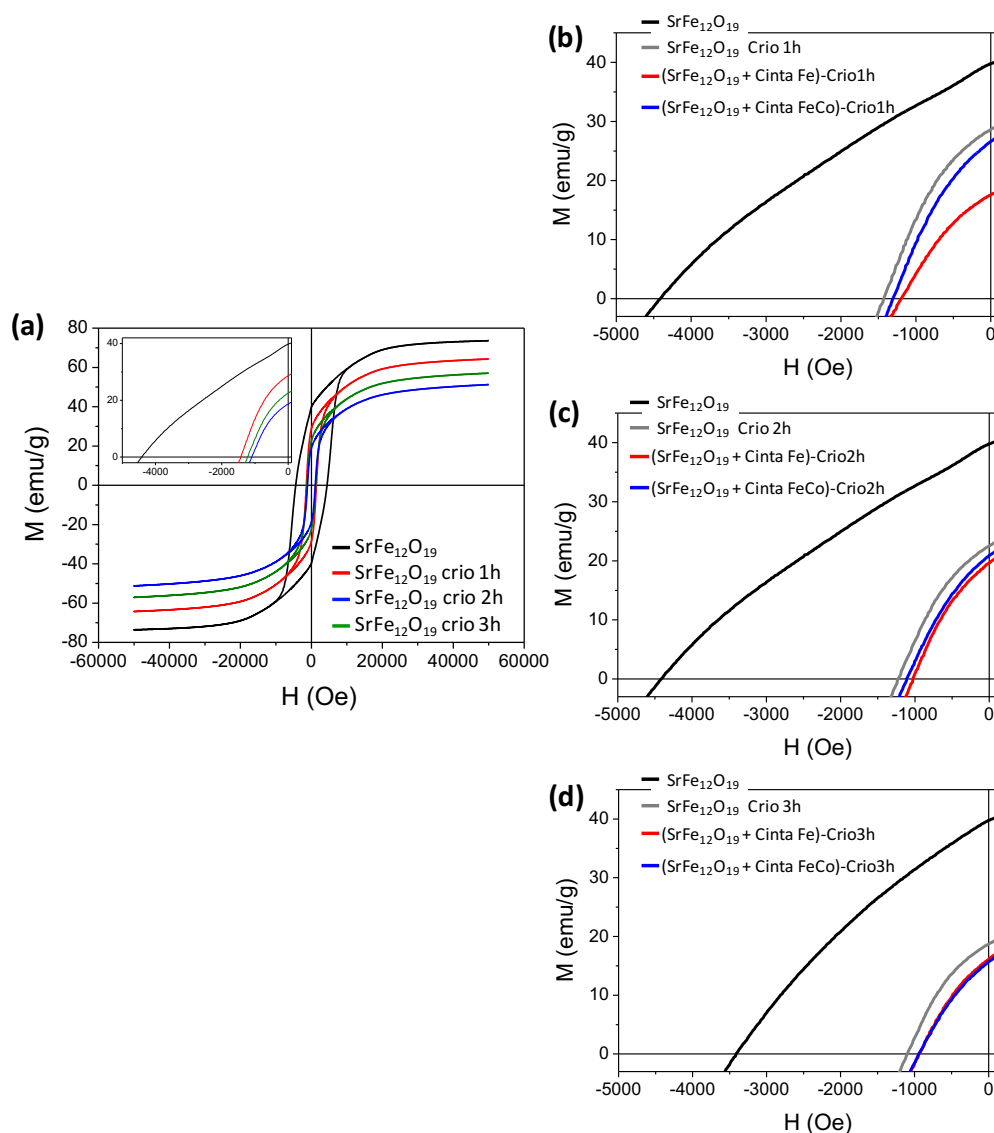 (a)
M (emu/g)
80
60
40
20
0
-20
-40
-60
-80
40
20
0
-4000
-2000
0
SrFe12O19
SrFe12O19 crio 1h
SrFe12O19 crio 2h
SrFe12O19 crio 3h
-60000
-40000
-20000
0
20000
40000
60000
H (Oe)
(b)
SrFe12O19
SrFe12O19 Crio 1h
(SrFe12O19 + Cinta Fe)-Crio1h
(SrFe12O19 + Cinta FeCo)-Crio1h
M (emu/g)
40
30
20
10
0
-5000
-4000
-3000
-2000
-1000
0
H (Oe)
(c)
SrFe12O19
SrFe12O19 Crio 2h
(SrFe12O19 + Cinta Fe)-Crio2h
(SrFe12O19 + Cinta FeCo)-Crio2h
M (emu/g)
40
30
20
10
0
-5000
-4000
-3000
-2000
-1000
0
H (Oe)
(d)
SrFe12O19
SrFe12O19 Crio 3h
(SrFe12O19 + Cinta Fe)-Crio3h
(SrFe12O19 + Cinta FeCo)-Crio3h
M (emu/g)
40
30
20
10
0
-5000
-4000
-3000
-2000
-1000
0
H (Oe)